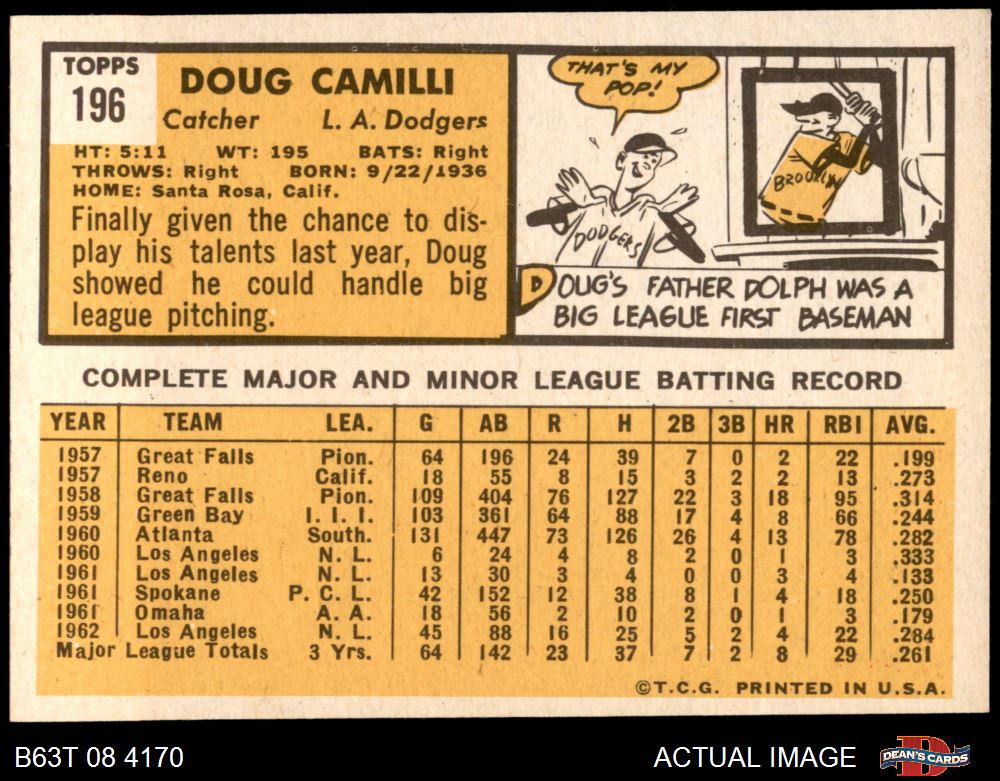 TOPPS
196
DOUG CAMILLI
Catcher L. A. Dodgers
HT: 5:11 WT: 195 BATS: Right
THROWS: Right BORN: 9/22/1936
HOME: Santa Rosa, Calif.
Finally given the chance to dis-
play his talents last year, Doug
showed he could handle big
league pitching.
THAT'S MY
POP!
BROOKLYN
DODGERS
DOUG'S FATHER DOLPH WAS A
BIG LEAGUE FIRST BASEMAN
COMPLETE MAJOR AND MINOR LEAGUE BATTING RECORD
YEAR TEAM LEA. G AB R H 2B 3B HR RBI AVG.
1957 Great Falls Pion. 64 196 24 39 7 0 2 22 .199
1957 Reno Calif. 18 55 8 15 3 2 2 13 .273
1958 Great Falls Pion. 109 404 76 127 22 3 18 95 .314
1959 Green Bay I. I. I. 103 361 64 88 17 4 8 66 .244
1960 Atlanta South. 131 447 73 126 26 4 13 78 .282
1960 Los Angeles N. L. 6 24 4 8 2 0 1 3 .333
1961 Los Angeles N. L. 13 30 3 4 0 0 3 4 .133
1961 Spokane P. C. L. 42 152 12 38 8 1 4 18 .250
1961 Omaha A. A. 18 56 2 10 2 0 1 3 .179
1962 Los Angeles N. L. 45 88 16 25 5 2 4 22 .284
Major League Totals 3 Yrs. 64 142 23 37 7 2 8 29 .261
©T.C.G. PRINTED IN U.S.A.
B63T 08 4170 ACTUAL IMAGE DEAN'S CARDS